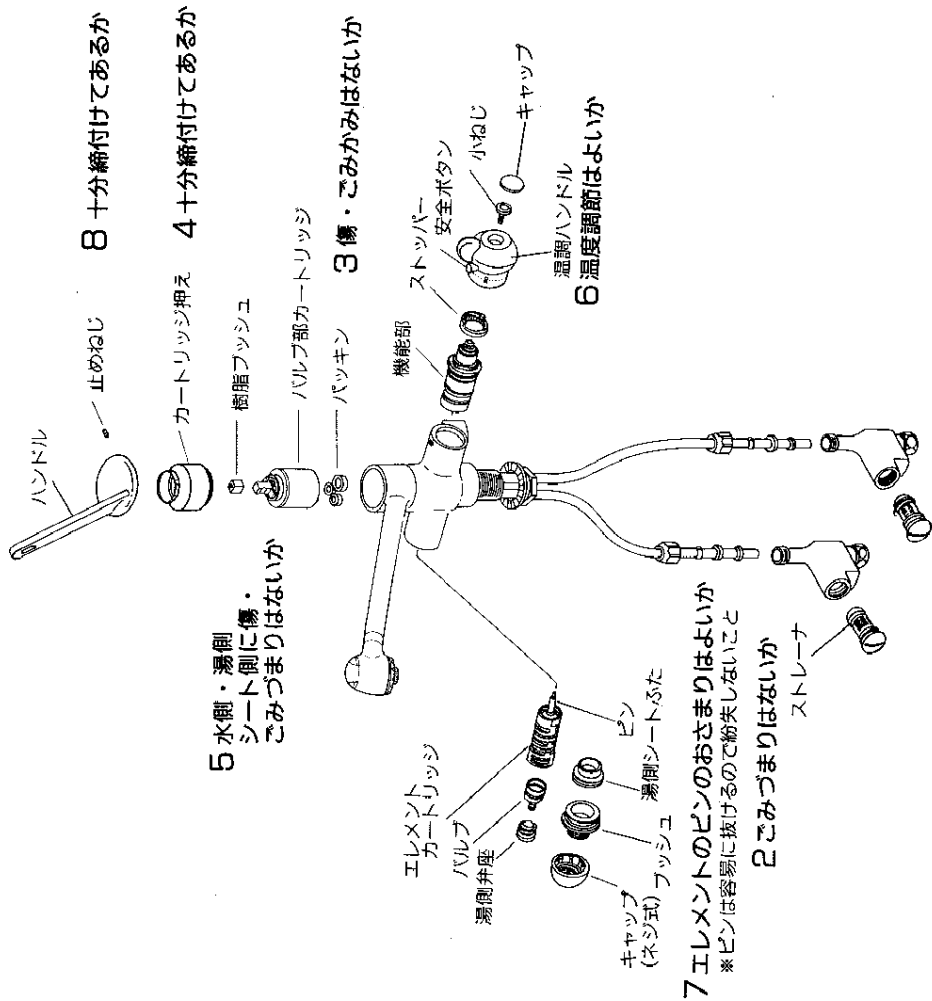 8 十分締付けてあるか
4 十分締付けてあるか
3 傷・ごみかみはないか
止めねじ
ハンドル
カートリッジ押え
樹脂ブッシュ
バルブ部カートリッジ
パッキン
機能部
ストッパー
安全ボタン
小ねじ
キャップ
温調ハンドル
6 温度調節はよいか
5 水側・湯側
シート側に傷・
ごみづまりはないか
エレメント
カートリッジ
バルブ
湯側弁座
キャップ
(ネジ式)
ブッシュ
湯側シートふた
ピン
7 エレメントのピンのおさまりはよいか
※ピンは容易に抜けるので紛失しないこと
2 ごみづまりはないか
ストレーナ